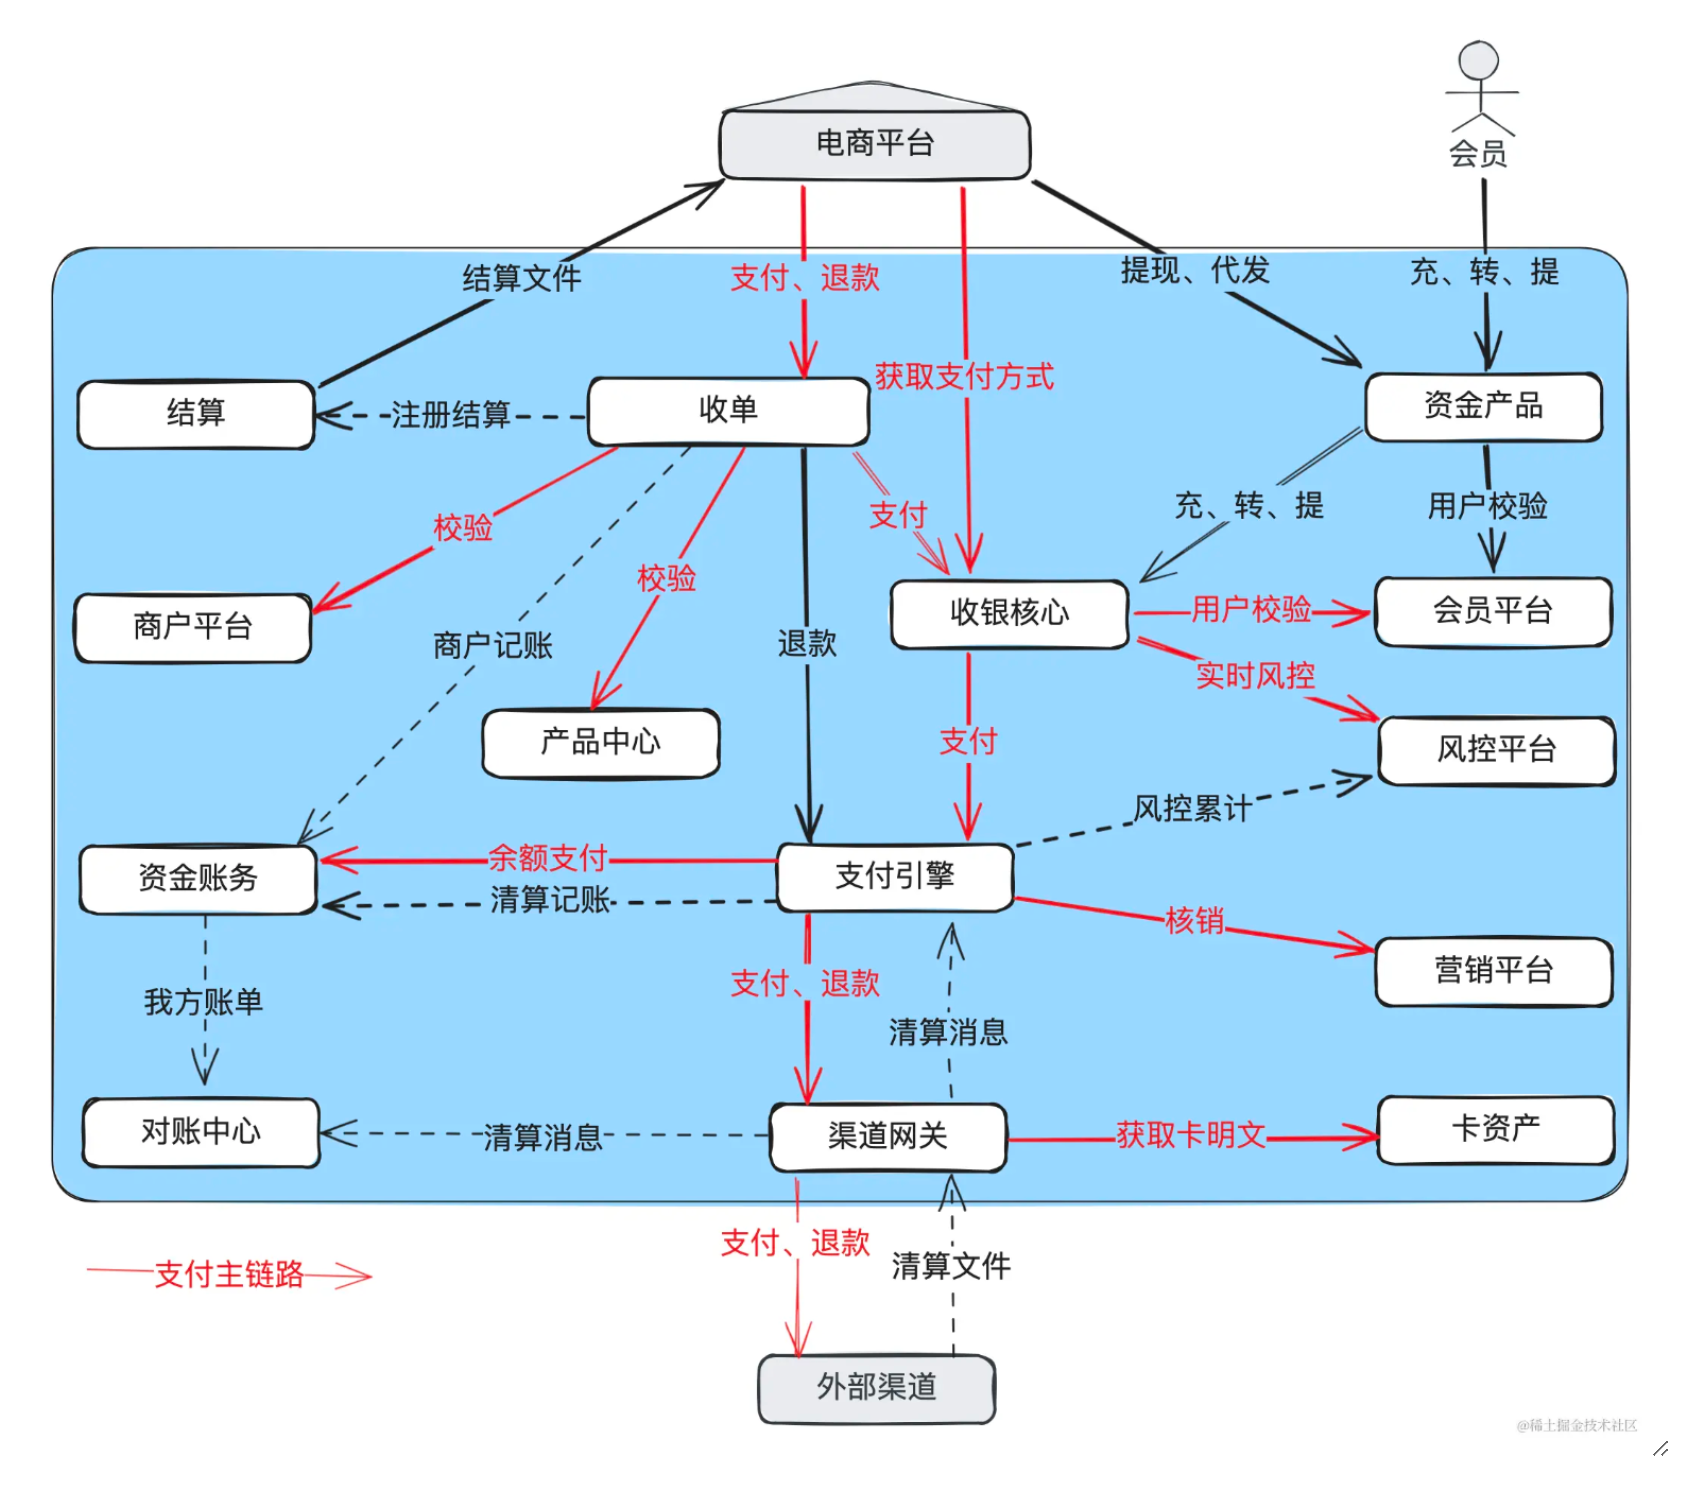 会员
电商平台
结算文件
支付、退款
提现、代发
充、转、提
获取支付方式
结算
注册结算
收单
资金产品
校验
支付
充、转、提
用户校验
校验
商户平台
商户记账
退款
收银核心
用户校验
会员平台
实时风控
产品中心
支付
风控平台
风控累计
资金账务
余额支付
清算记账
支付引擎
核销
营销平台
我方账单
支付、退款
清算消息
对账中心
清算消息
渠道网关
获取卡明文
卡资产
支付主链路
支付、退款
清算文件
外部渠道
@稀土掘金技术社区